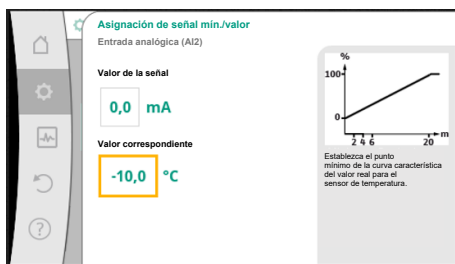 Asignación de señal mín./valor
Entrada analógica (AI2)
Valor de la señal
0,0 mA
Valor correspondiente
-10,0 °C
%
100
0
2 4 6 20
m
Establezca el punto
mínimo de la curva característica
del valor real para el
sensor de temperatura.
?